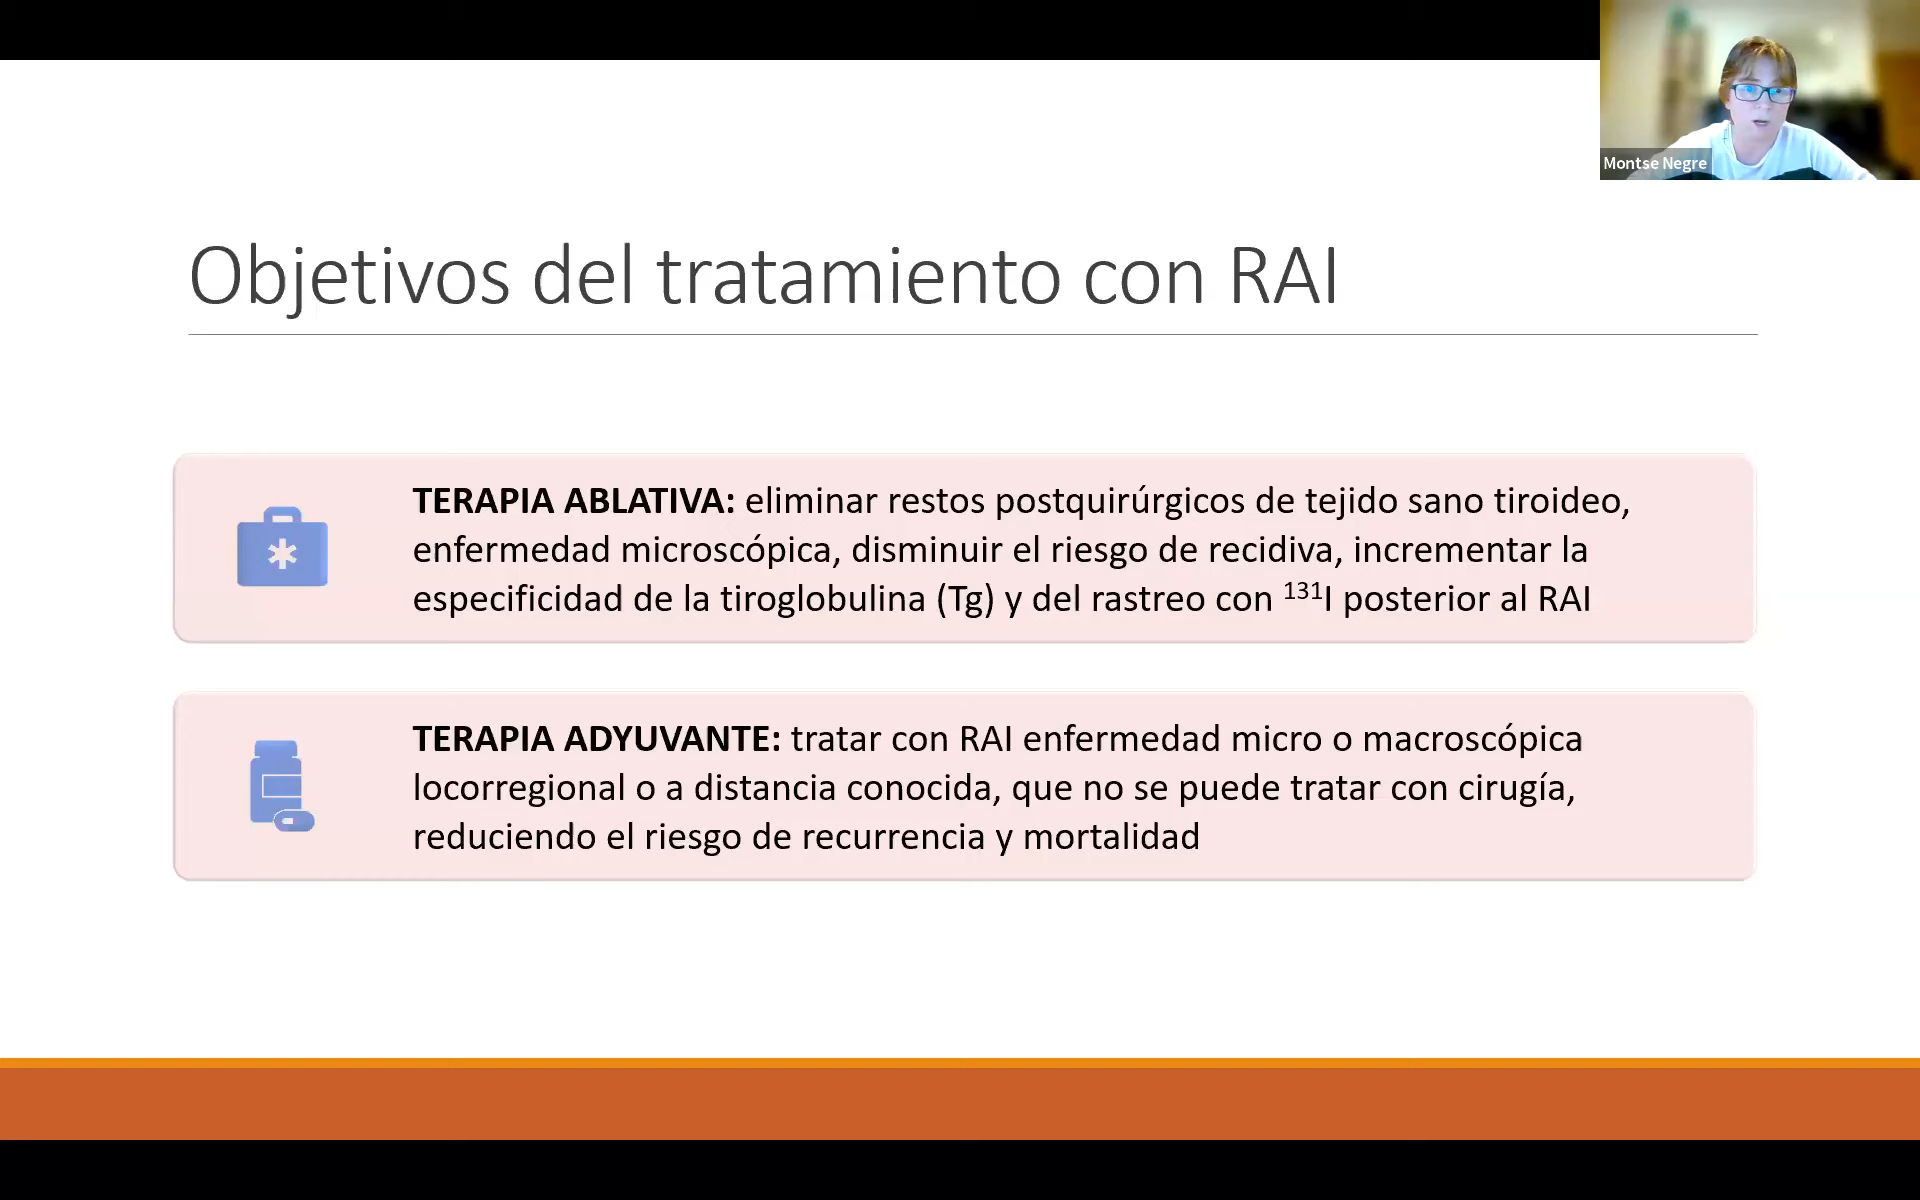 Montse Negre
Objetivos del tratamiento con RAI
TERAPIA ABLATIVA: eliminar restos postquirúrgicos de tejido sano tiroideo,
enfermedad microscópica, disminuir el riesgo de recidiva, incrementar la
especificidad de la tiroglobulina (Tg) y del rastreo con ¹³¹I posterior al RAI
TERAPIA ADYUVANTE: tratar con RAI enfermedad micro o macroscópica
locorregional o a distancia conocida, que no se puede tratar con cirugía,
reduciendo el riesgo de recurrencia y mortalidad